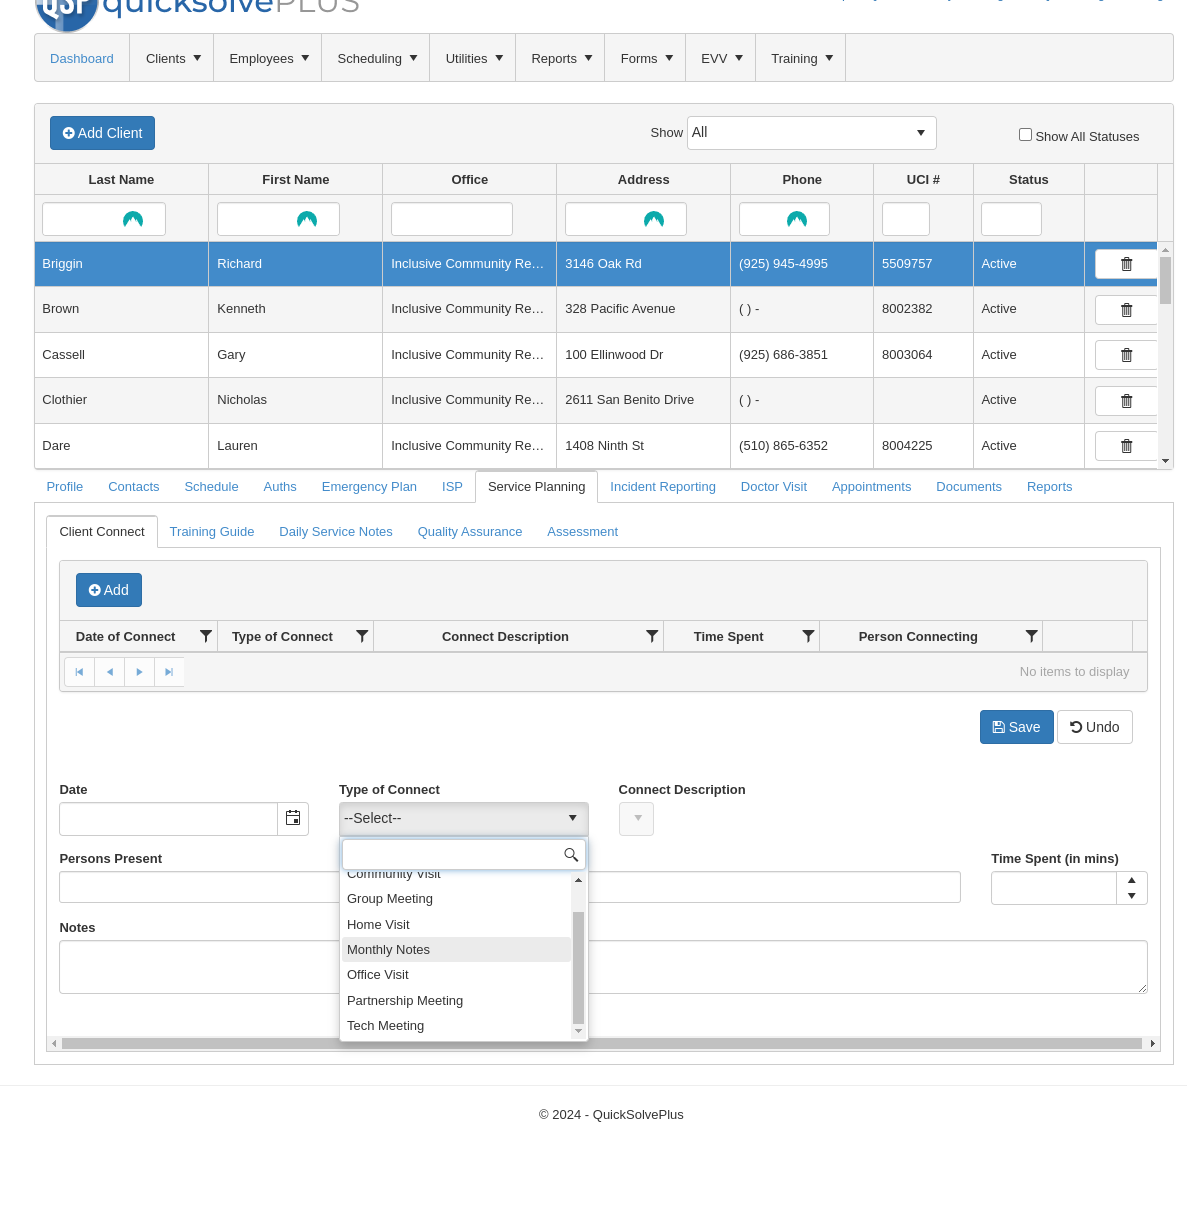 QSP quicksolvePLUS
Dashboard Clients Employees Scheduling Utilities Reports Forms EVV Training
Add Client Show All Show All Statuses
Last Name First Name Office Address Phone UCI # Status
Briggin Richard Inclusive Community Re… 3146 Oak Rd (925) 945-4995 5509757 Active
Brown Kenneth Inclusive Community Re… 328 Pacific Avenue ( ) - 8002382 Active
Cassell Gary Inclusive Community Re… 100 Ellinwood Dr (925) 686-3851 8003064 Active
Clothier Nicholas Inclusive Community Re… 2611 San Benito Drive ( ) - Active
Dare Lauren Inclusive Community Re… 1408 Ninth St (510) 865-6352 8004225 Active
Profile Contacts Schedule Auths Emergency Plan ISP Service Planning Incident Reporting Doctor Visit Appointments Documents Reports
Client Connect Training Guide Daily Service Notes Quality Assurance Assessment
Add
Date of Connect Type of Connect Connect Description Time Spent Person Connecting
No items to display
Save Undo
Date Type of Connect Connect Description
--Select--
Persons Present Time Spent (in mins)
Community Visit
Group Meeting
Home Visit
Notes
Monthly Notes
Office Visit
Partnership Meeting
Tech Meeting
© 2024 - QuickSolvePlus